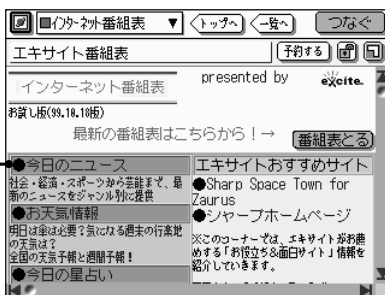 ■インターネット番組表 ▼ トップへ 一覧へ つなぐ
エキサイト番組表 予約する
インターネット番組表 presented by excite.
お試し版(99.10.18版)
最新の番組表はこちらから！→ 番組表とる
●今日のニュース
社会・経済・スポーツから芸能まで、最
新のニュースをジャンル別に提供
●お天気情報
明日は傘は必要？気になる週末の行楽地
の天気は？
全国の天気予報と週間予報！
●今日の星占い
エキサイトおすすめサイト
●Sharp Space Town for
Zaurus
●シャープホームページ
※このコーナーでは、エキサイトがお薦
めする「お役立ち&面白サイト」情報を
紹介していきます。